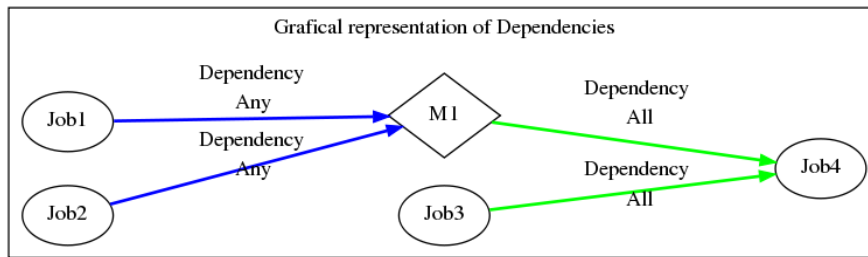 Grafical representation of Dependencies
Dependency
Any
Job1
M1
Dependency
All
Dependency
Any
Job2
Job3
Dependency
All
Job4